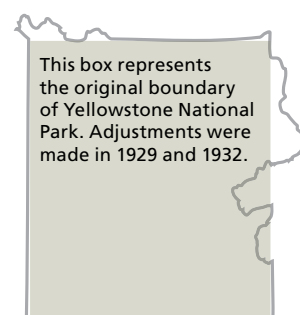 This box represents
the original boundary
of Yellowstone National
Park. Adjustments were
made in 1929 and 1932.